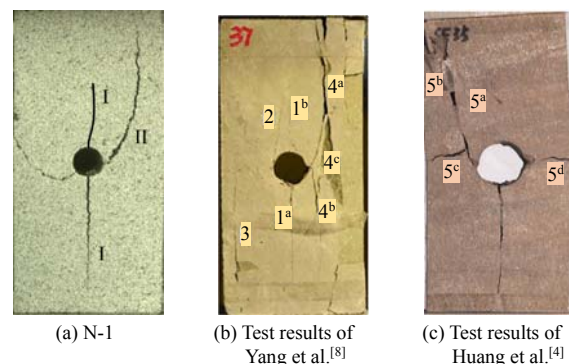 I
II
I
(a) N-1
37
4ᵃ
1ᵇ
2
4ᶜ
1ᵃ
4ᵇ
3
(b) Test results of
Yang et al.[8]
CF35
5ᵇ
5ᵃ
5ᶜ
5ᵈ
(c) Test results of
Huang et al.[4]